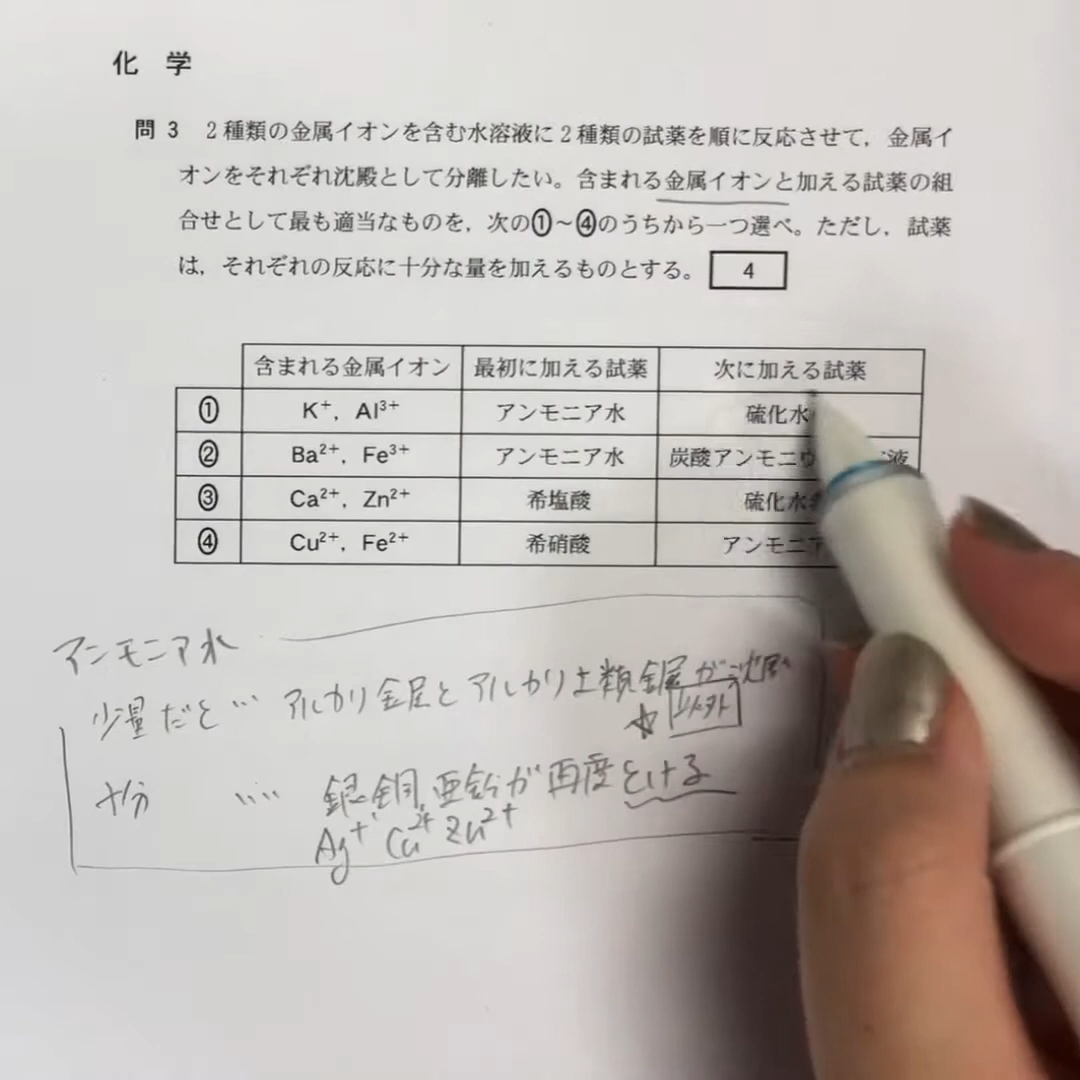 化 学
問 3 2種類の金属イオンを含む水溶液に2種類の試薬を順に反応させて，金属イ
オンをそれぞれ沈殿として分離したい。含まれる金属イオンと加える試薬の組
合せとして最も適当なものを，次の①～④のうちから一つ選べ。ただし，試薬
は，それぞれの反応に十分な量を加えるものとする。 4
含まれる金属イオン 最初に加える試薬 次に加える試薬
① K⁺，Al³⁺ アンモニア水 硫化水
② Ba²⁺，Fe³⁺ アンモニア水 炭酸アンモニウ 液
③ Ca²⁺，Zn²⁺ 希塩酸 硫化水
④ Cu²⁺，Fe²⁺ 希硝酸 アンモニア
アンモニア水
少量だと… アルカリ金属とアルカリ土類金属が沈殿
☆ 以外
十分 …. 銀,銅,亜鉛が再度とける
Ag⁺ Cu²⁺ Zn²⁺